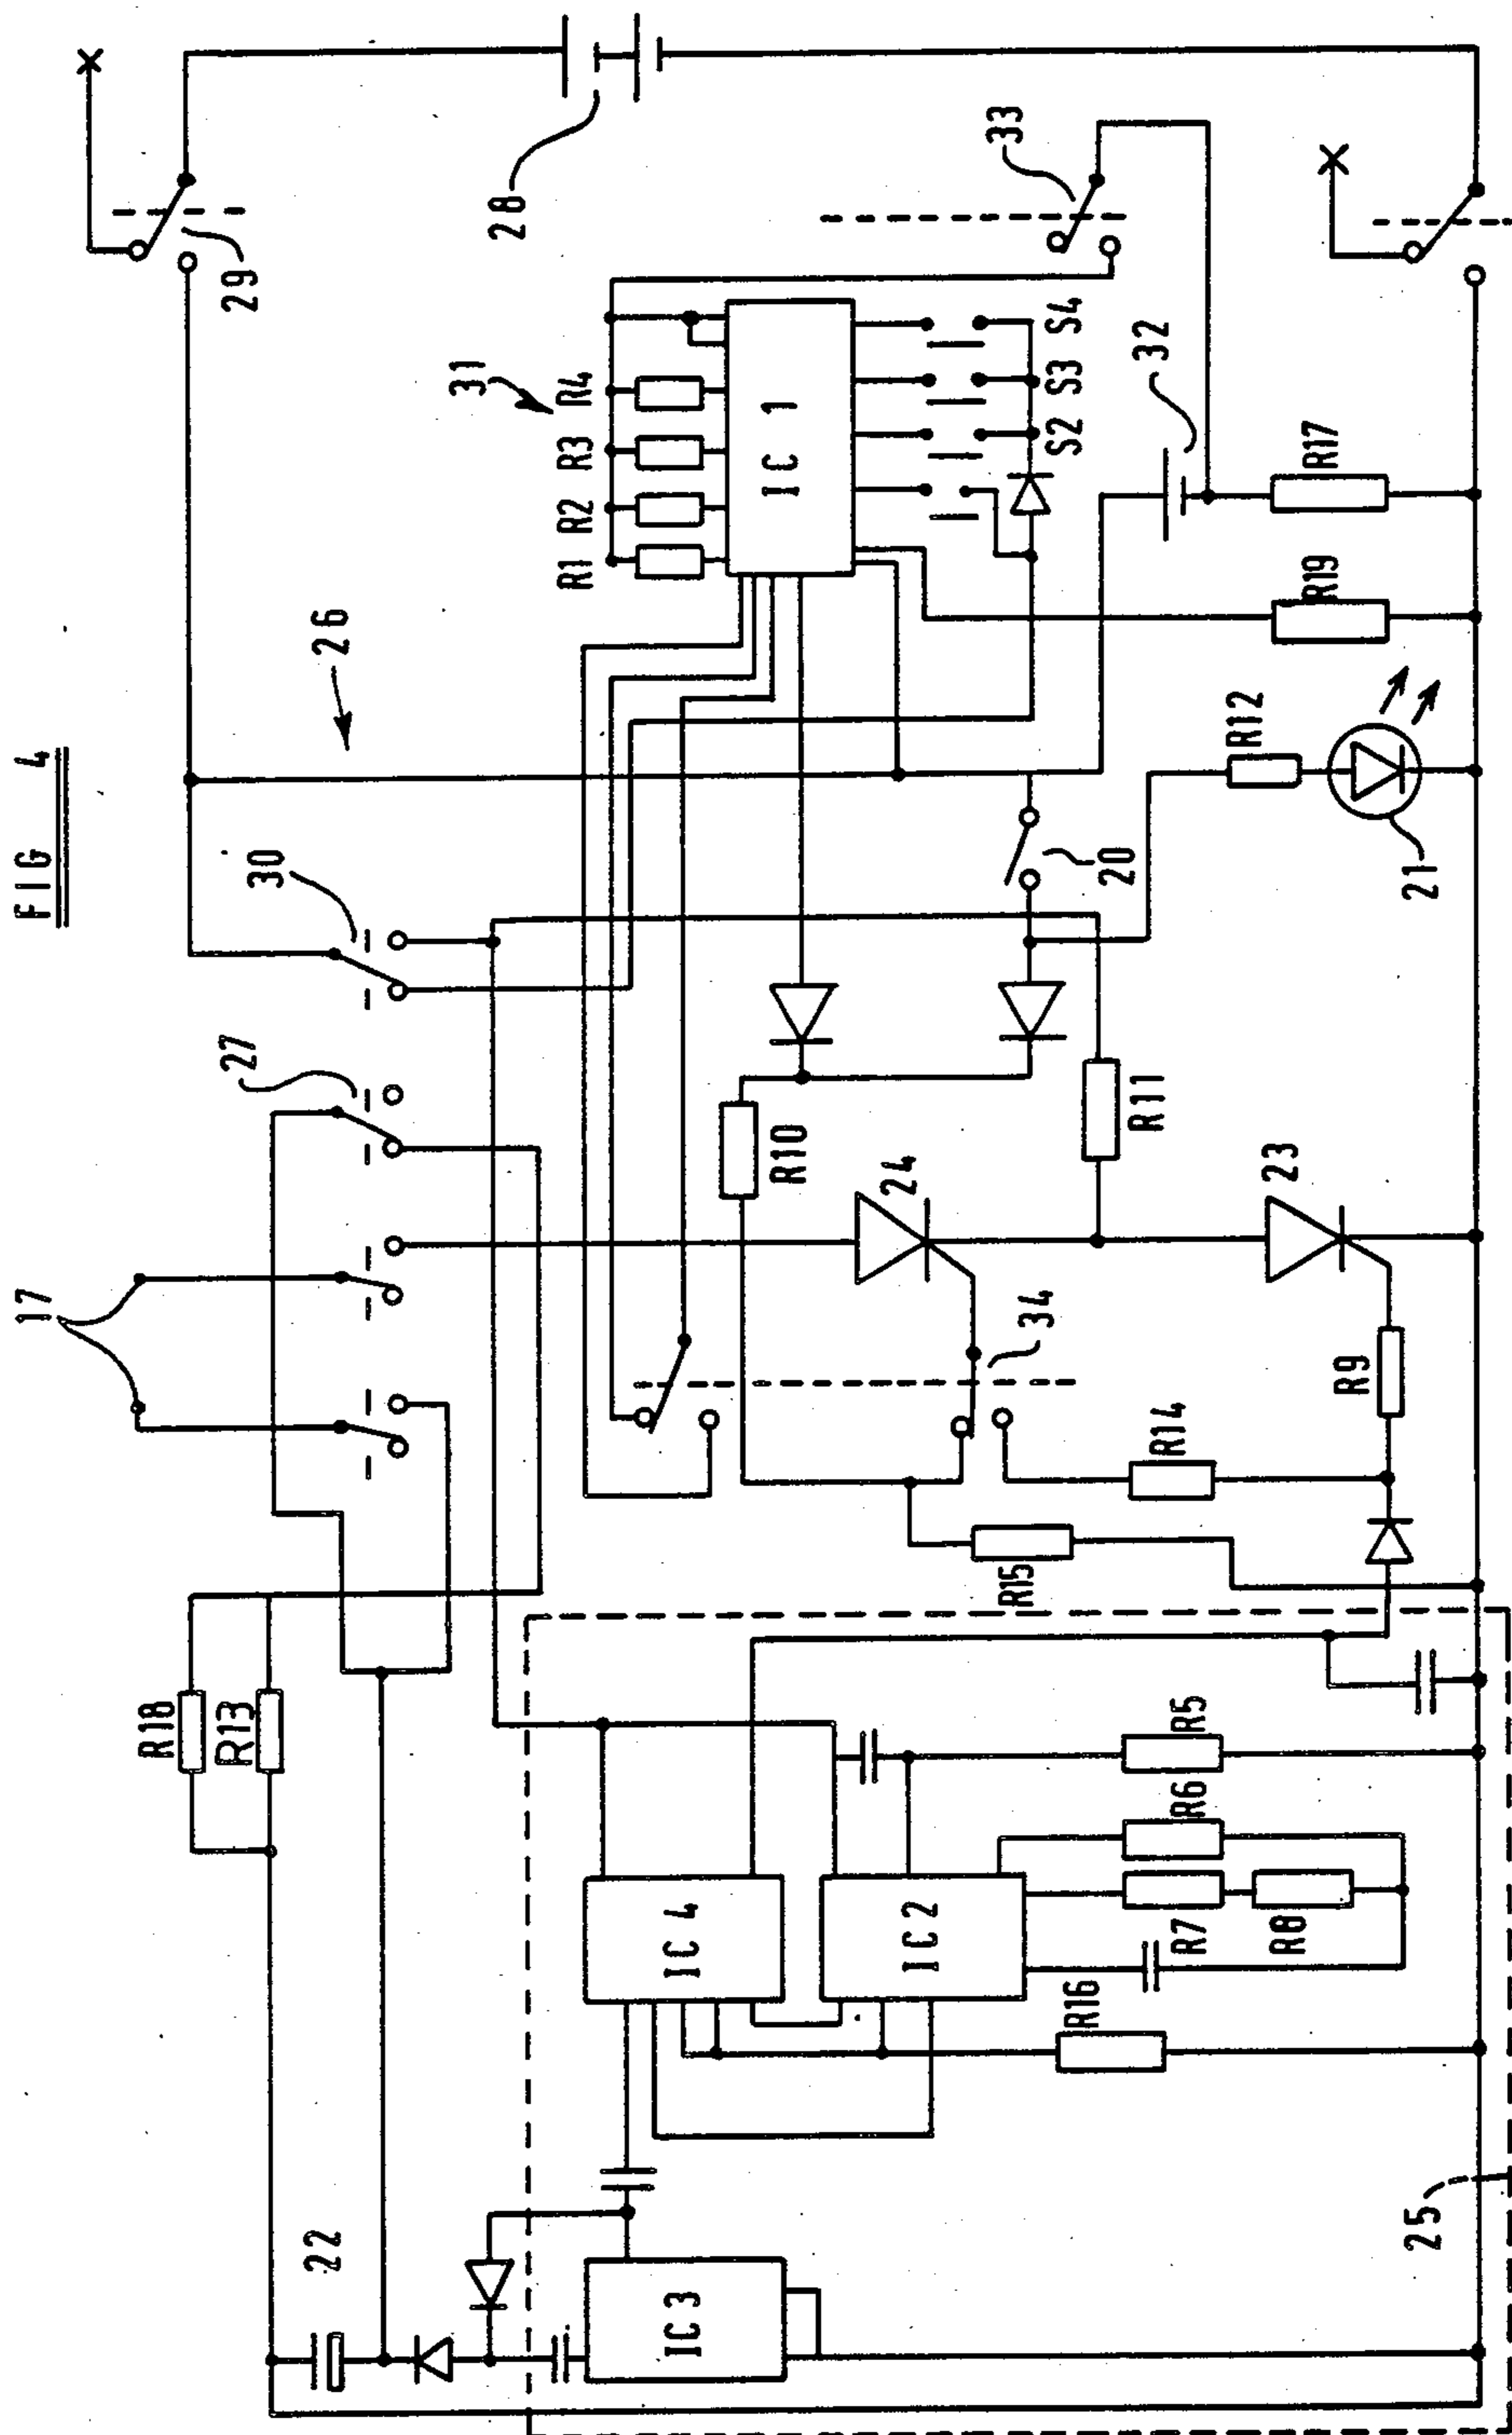 FIG 4
17
27
30
26
29
28
31
R1 R2 R3 R4
IC 1
S2 S3 S4
33
32
R17
R19
R12
21
20
R18
R13
R10
24
R11
23
34
R9
R14
R15
22
IC 3
IC 4
IC2
R5
R6
R7
R8
R16
25